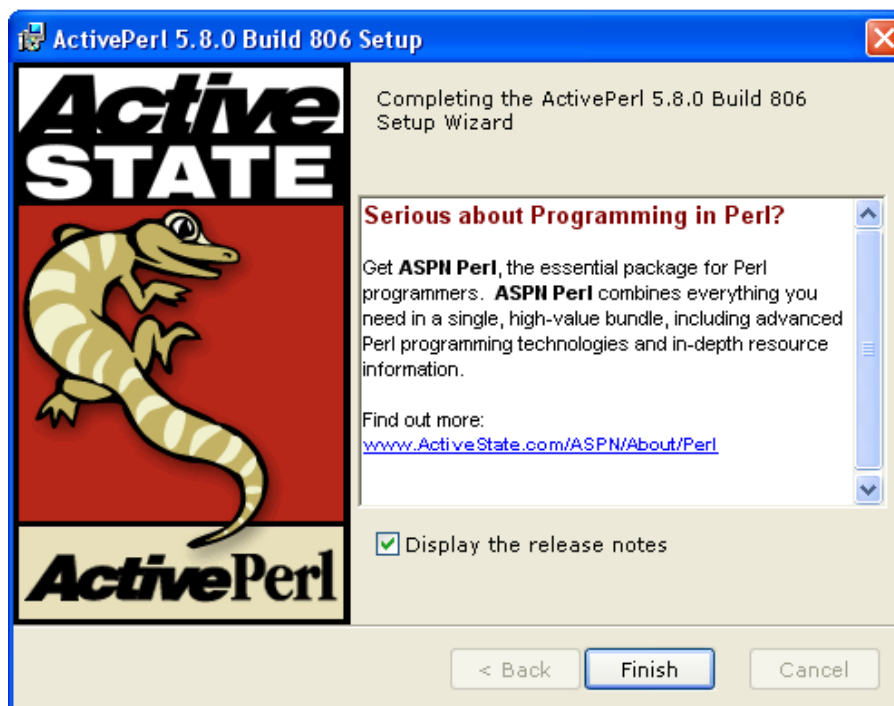 ActivePerl 5.8.0 Build 806 Setup
Active
STATE
ActivePerl
Completing the ActivePerl 5.8.0 Build 806
Setup Wizard
Serious about Programming in Perl?
Get ASPN Perl, the essential package for Perl
programmers. ASPN Perl combines everything you
need in a single, high-value bundle, including advanced
Perl programming technologies and in-depth resource
information.
Find out more:
www.ActiveState.com/ASPN/About/Perl
Display the release notes
< Back
Finish
Cancel